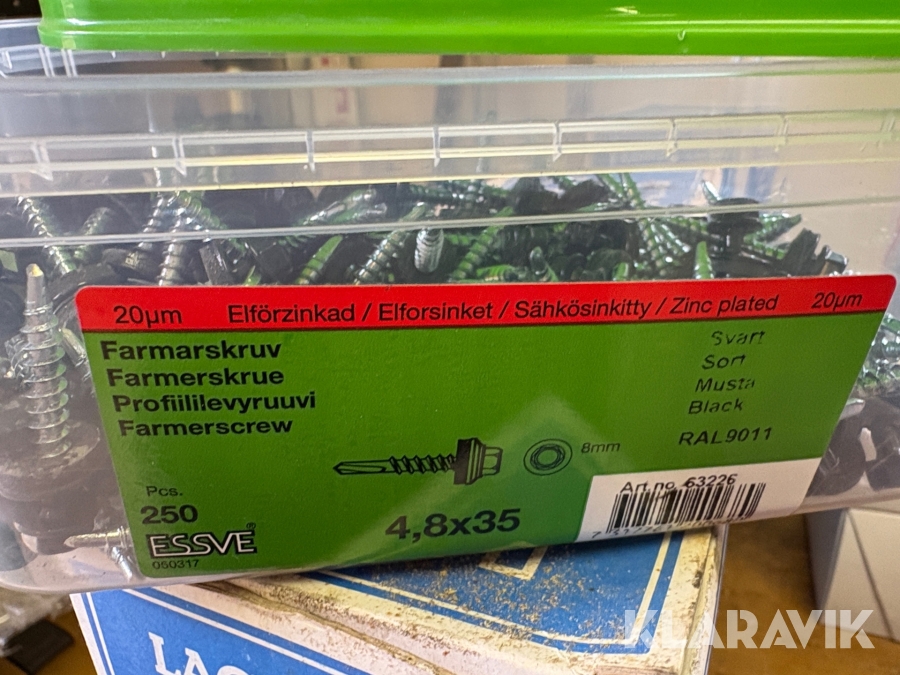 20µm Elförzinkad / Elforsinket / Sähkösinkitty / Zinc plated 20µm
Farmarskruv
Farmerskrue
Profiililevyruuvi
Farmerscrew
Svart
Sort
Musta
Black
RAL9011
8mm
Pcs.
250
4,8x35
ESSVE®
050317
Art.no. 63226
KLARAVIK